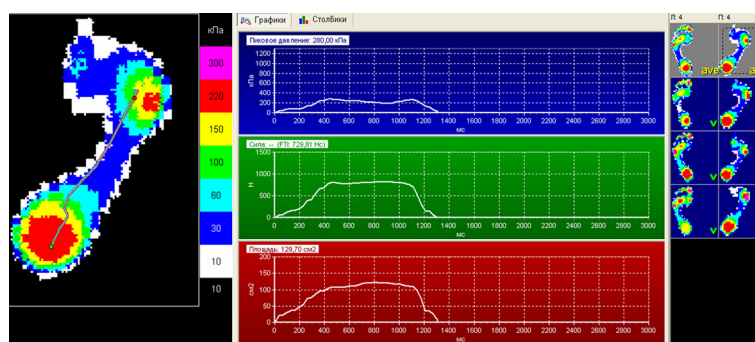 Графики Столбики
П: 4 П: 4
кПа
300
220
150
100
60
30
10
10
Пиковое давление: 280,00 кПа
кПа
1200
1000
800
600
400
200
0
0 200 400 600 800 1000 1200 1400 1600 1800 2000 2200 2400 2600 2800 3000
мс
Сила: -- (FTI: 729,81 Нс)
Н
1500
1000
500
0
0 200 400 600 800 1000 1200 1400 1600 1800 2000 2200 2400 2600 2800 3000
мс
Площадь: 129,70 см2
см2
200
150
100
50
0
0 200 400 600 800 1000 1200 1400 1600 1800 2000 2200 2400 2600 2800 3000
мс
ave a
v
v
v